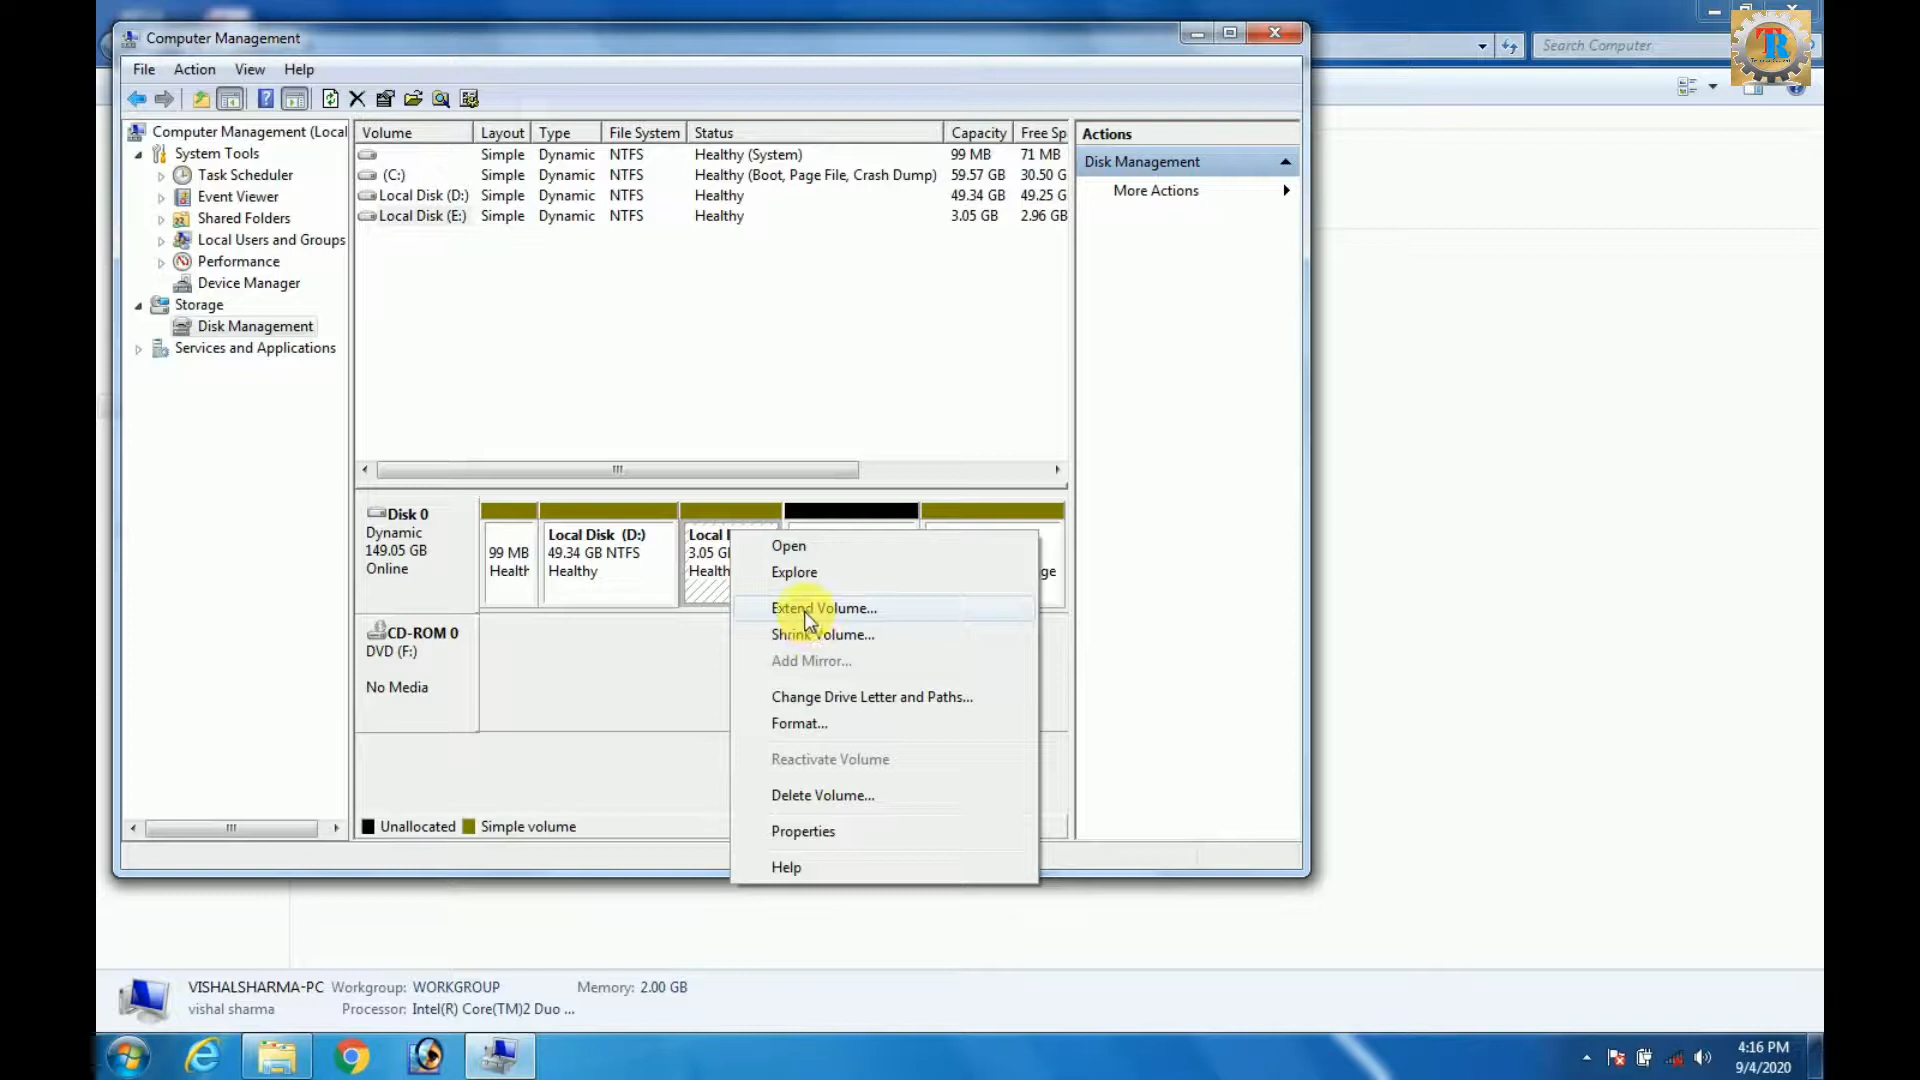 Computer Management
File Action View Help
Search Computer
TR
Computer Management (Local
System Tools
Task Scheduler
Event Viewer
Shared Folders
Local Users and Groups
Performance
Device Manager
Storage
Disk Management
Services and Applications
Volume Layout Type File System Status Capacity Free Sp
Simple Dynamic NTFS Healthy (System) 99 MB 71 MB
(C:) Simple Dynamic NTFS Healthy (Boot, Page File, Crash Dump) 59.57 GB 30.50 G
Local Disk (D:) Simple Dynamic NTFS Healthy 49.34 GB 49.25 G
Local Disk (E:) Simple Dynamic NTFS Healthy 3.05 GB 2.96 GB
Actions
Disk Management
More Actions
Disk 0
Dynamic
149.05 GB
Online
99 MB
Health
Local Disk (D:)
49.34 GB NTFS
Healthy
Local
3.05 G
Health
ge
CD-ROM 0
DVD (F:)
No Media
Unallocated Simple volume
Open
Explore
Extend Volume...
Shrink Volume...
Add Mirror...
Change Drive Letter and Paths...
Format...
Reactivate Volume
Delete Volume...
Properties
Help
VISHALSHARMA-PC Workgroup: WORKGROUP Memory: 2.00 GB
vishal sharma Processor: Intel(R) Core(TM)2 Duo ...
4:16 PM
9/4/2020